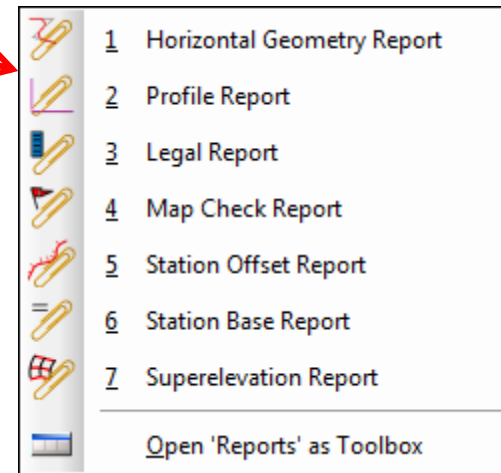 1 Horizontal Geometry Report
2 Profile Report
3 Legal Report
4 Map Check Report
5 Station Offset Report
6 Station Base Report
7 Superelevation Report
Open 'Reports' as Toolbox